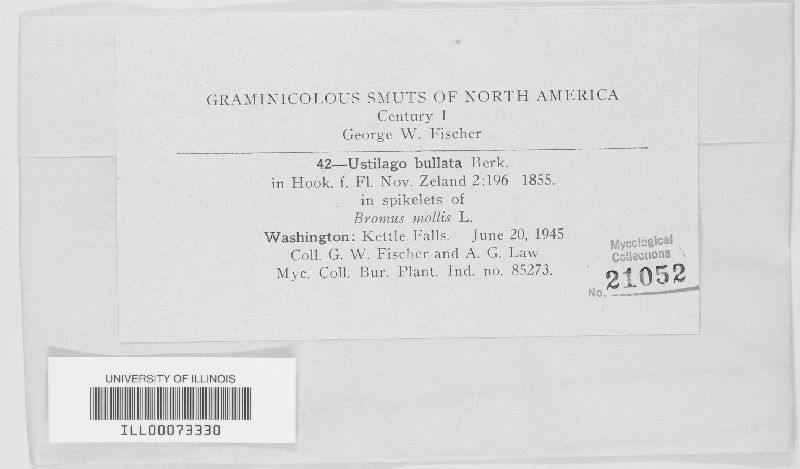 GRAMINICOLOUS SMUTS OF NORTH AMERICA
Century I
George W. Fischer
42—Ustilago bullata Berk.
in Hook. f. Fl. Nov. Zeland 2:196 1855.
in spikelets of
Bromus mollis L.
Washington: Kettle Falls. June 20, 1945
Coll. G. W. Fischer and A. G. Law
Myc. Coll. Bur. Plant. Ind. no. 85273.
Mycological
Collections
No. 21052
UNIVERSITY OF ILLINOIS
ILL00073330